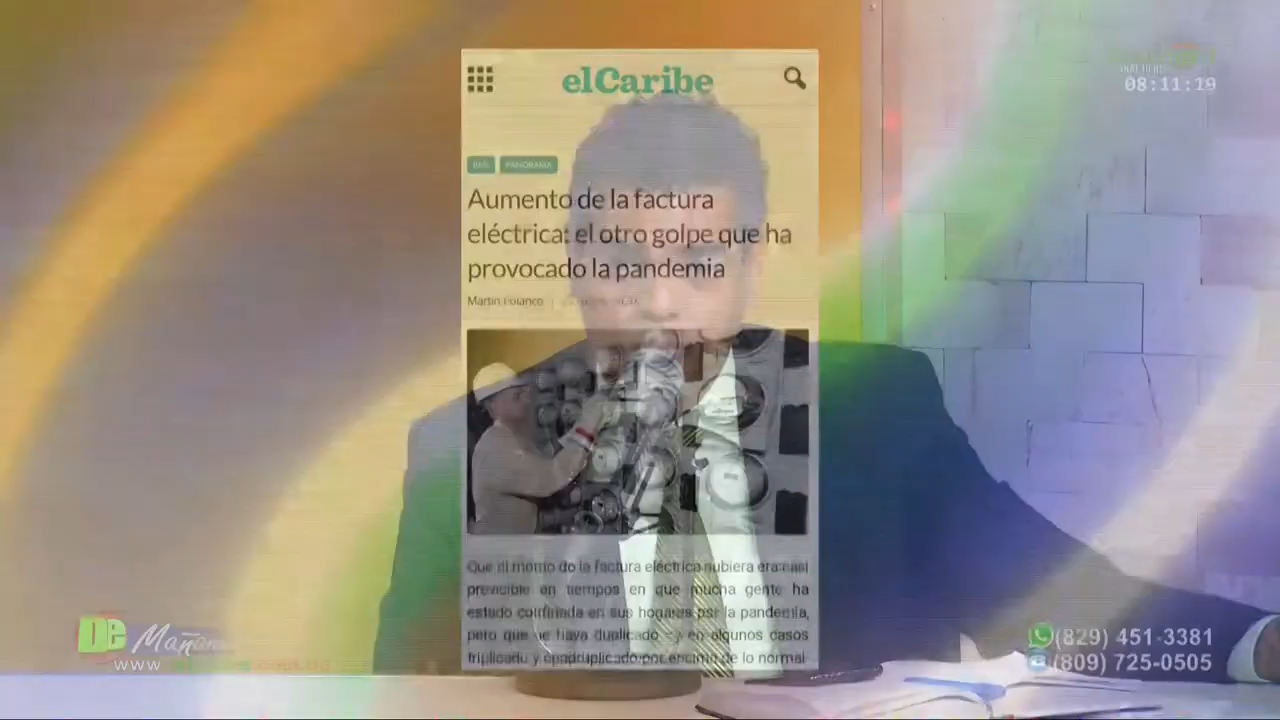 elCaribe
08:11:19
PAÍS PANORAMA
Aumento de la factura
eléctrica: el otro golpe que ha
provocado la pandemia
Martín Polanco
Que el monto de la factura eléctrica subiera era casi
previsible en tiempos en que mucha gente ha
estado confinada en sus hogares por la pandemia,
pero que se haya duplicado - y en algunos casos
triplicado y cuadruplicado por encima de lo normal
De Mañana
www
(829) 451-3381
(809) 725-0505